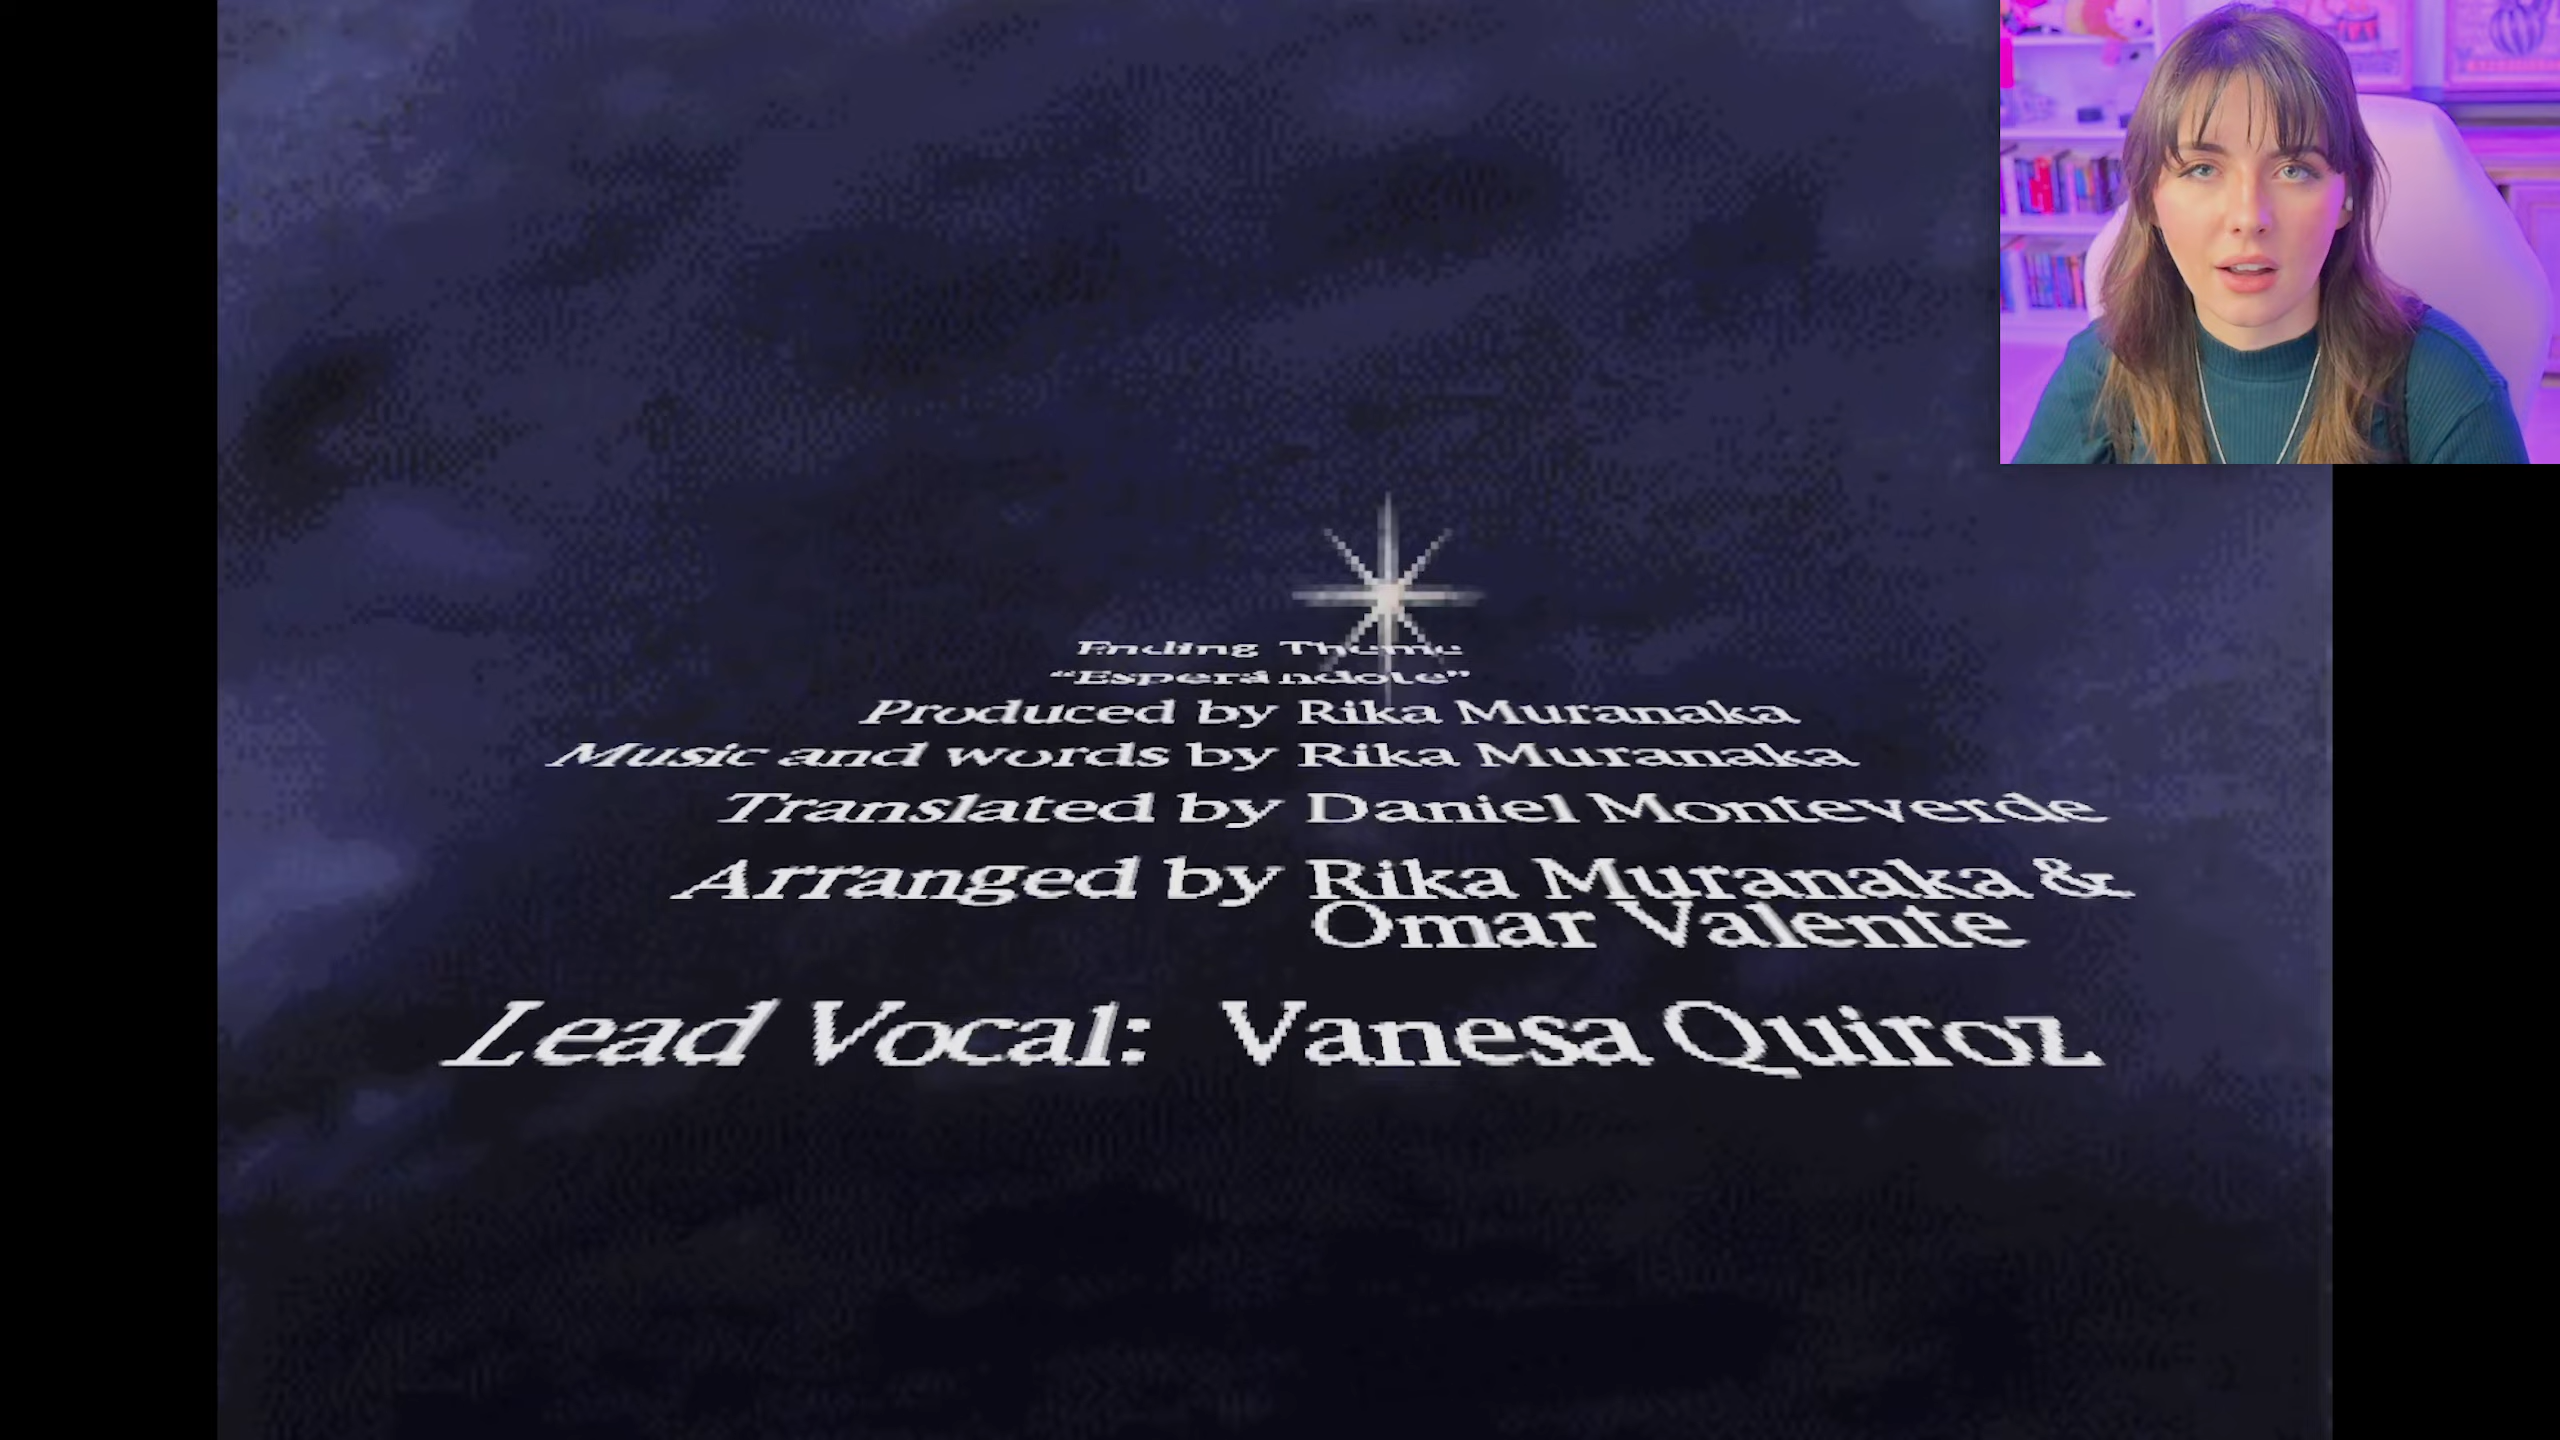 Ending Theme
“Esperándote”
Produced by Rika Muranaka
Music and words by Rika Muranaka
Translated by Daniel Monteverde
Arranged by Rika Muranaka &
Omar Valente
Lead Vocal: Vanesa Quiroz